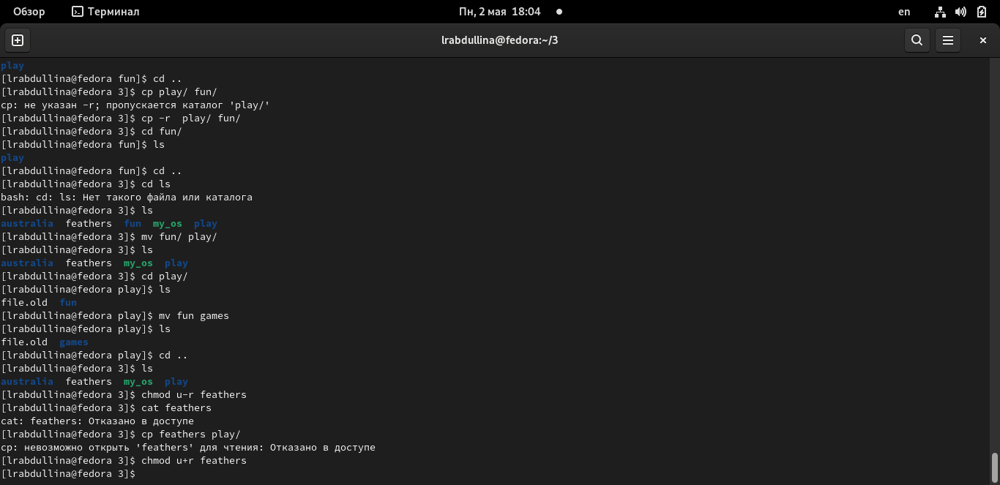 Обзор Терминал Пн, 2 мая 18:04 en
lrabdullina@fedora:~/3
play
[lrabdullina@fedora fun]$ cd ..
[lrabdullina@fedora 3]$ cp play/ fun/
cp: не указан -r; пропускается каталог 'play/'
[lrabdullina@fedora 3]$ cp -r  play/ fun/
[lrabdullina@fedora 3]$ cd fun/
[lrabdullina@fedora fun]$ ls
play
[lrabdullina@fedora fun]$ cd ..
[lrabdullina@fedora 3]$ cd ls
bash: cd: ls: Нет такого файла или каталога
[lrabdullina@fedora 3]$ ls
australia  feathers  fun  my_os  play
[lrabdullina@fedora 3]$ mv fun/ play/
[lrabdullina@fedora 3]$ ls
australia  feathers  my_os  play
[lrabdullina@fedora 3]$ cd play/
[lrabdullina@fedora play]$ ls
file.old  fun
[lrabdullina@fedora play]$ mv fun games
[lrabdullina@fedora play]$ ls
file.old  games
[lrabdullina@fedora play]$ cd ..
[lrabdullina@fedora 3]$ ls
australia  feathers  my_os  play
[lrabdullina@fedora 3]$ chmod u-r feathers
[lrabdullina@fedora 3]$ cat feathers
cat: feathers: Отказано в доступе
[lrabdullina@fedora 3]$ cp feathers play/
cp: невозможно открыть 'feathers' для чтения: Отказано в доступе
[lrabdullina@fedora 3]$ chmod u+r feathers
[lrabdullina@fedora 3]$